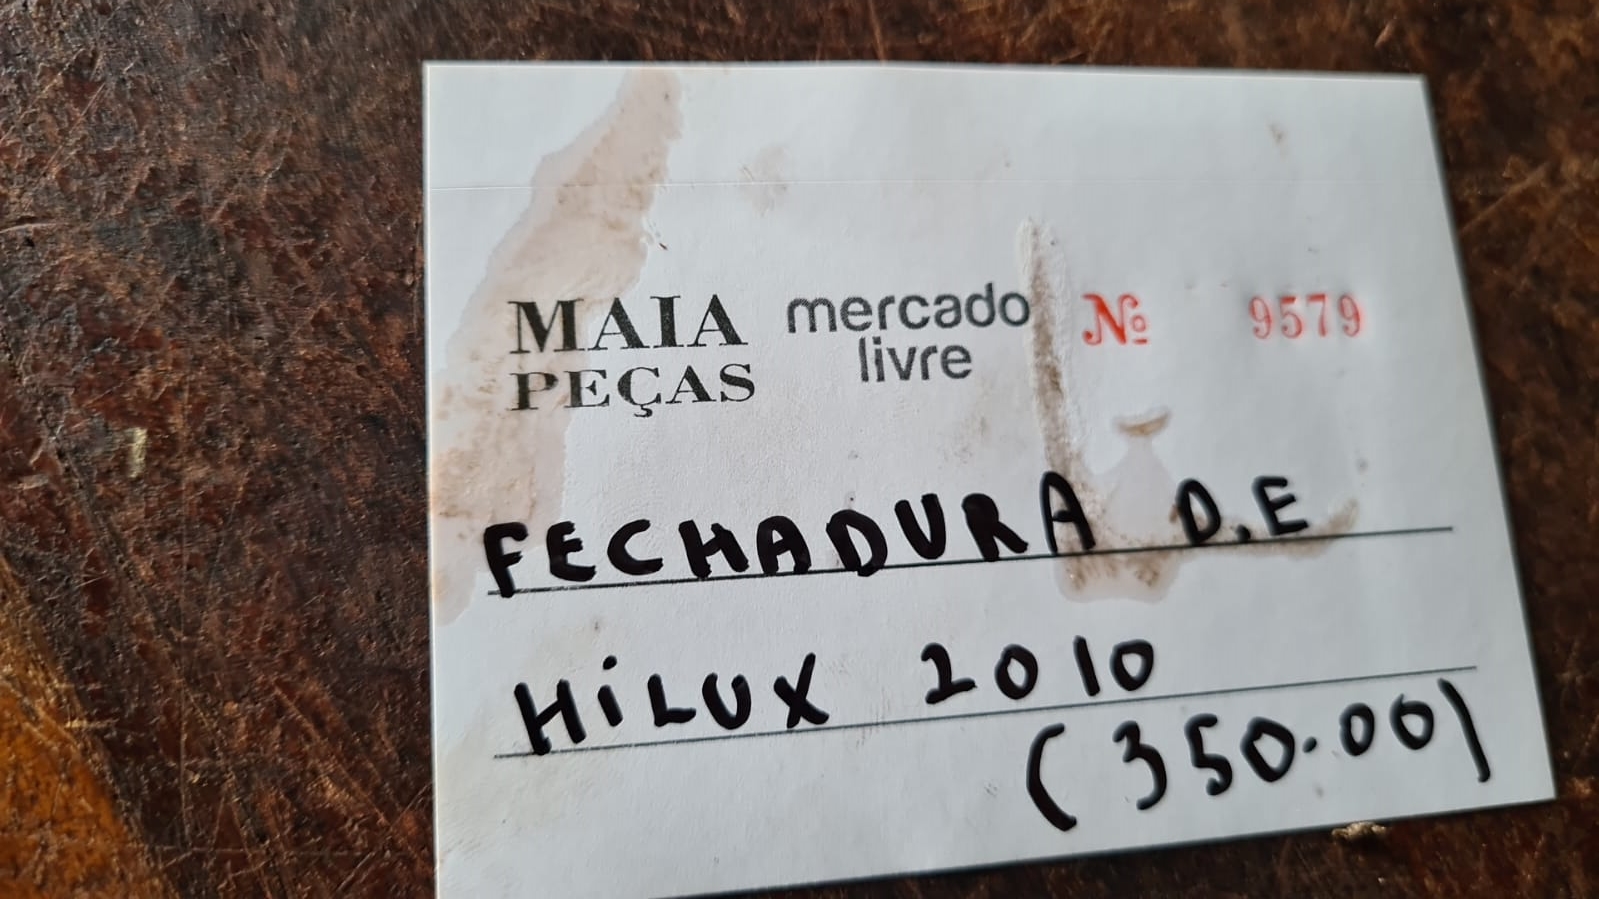 MAIA mercado Nº 9579
PEÇAS livre
FECHADURA D.E
HiLUX 2010
(350.00)